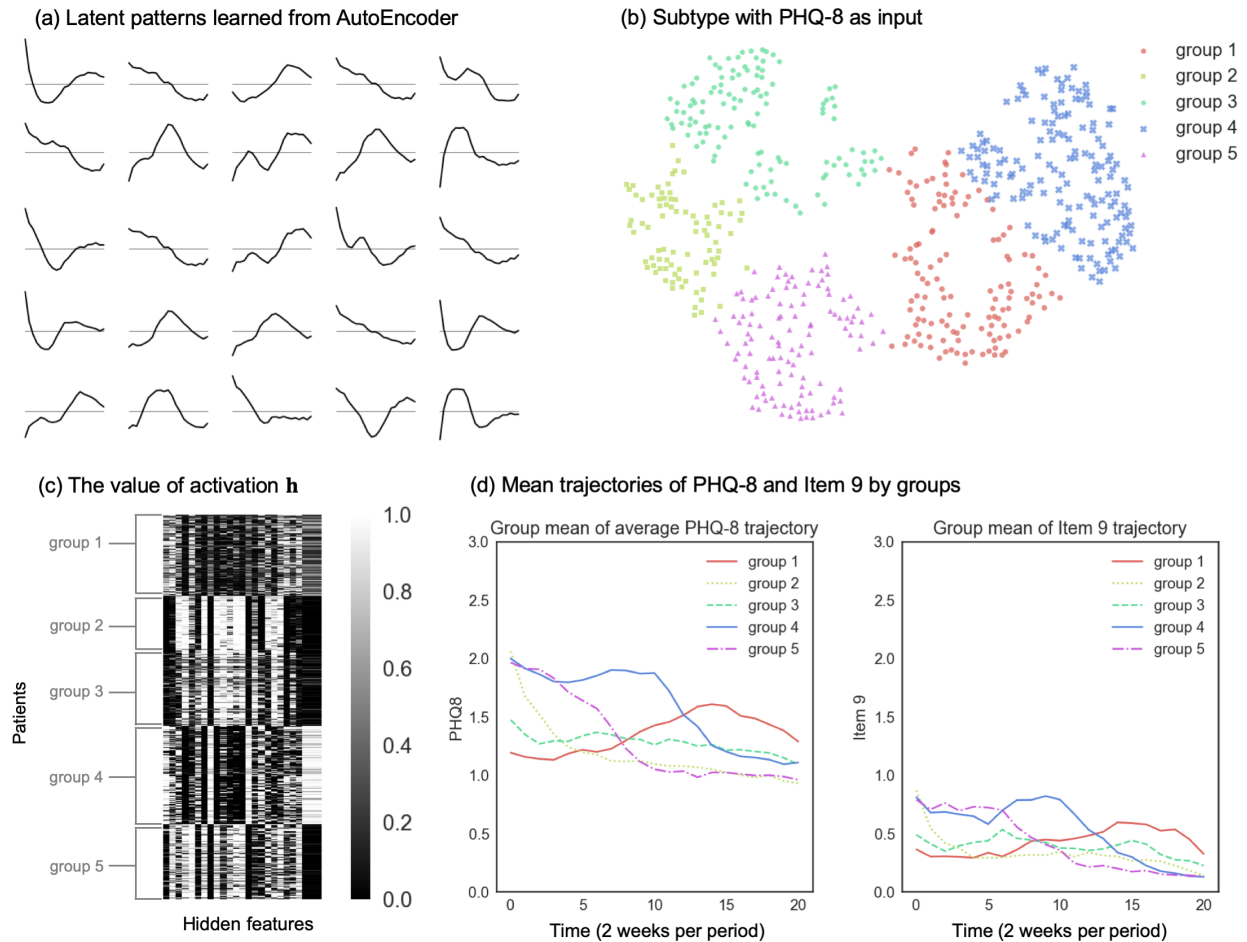 (a) Latent patterns learned from AutoEncoder
(b) Subtype with PHQ-8 as input
group 1
group 2
group 3
group 4
group 5
(c) The value of activation h
Patients
group 1
group 2
group 3
group 4
group 5
1.0
0.8
0.6
0.4
0.2
0.0
Hidden features
(d) Mean trajectories of PHQ-8 and Item 9 by groups
Group mean of average PHQ-8 trajectory
3.0
2.5
2.0
1.5
1.0
0.5
0.0
PHQ8
group 1
group 2
group 3
group 4
group 5
0 5 10 15 20
Time (2 weeks per period)
Group mean of Item 9 trajectory
3.0
2.5
2.0
1.5
1.0
0.5
0.0
Item 9
group 1
group 2
group 3
group 4
group 5
0 5 10 15 20
Time (2 weeks per period)